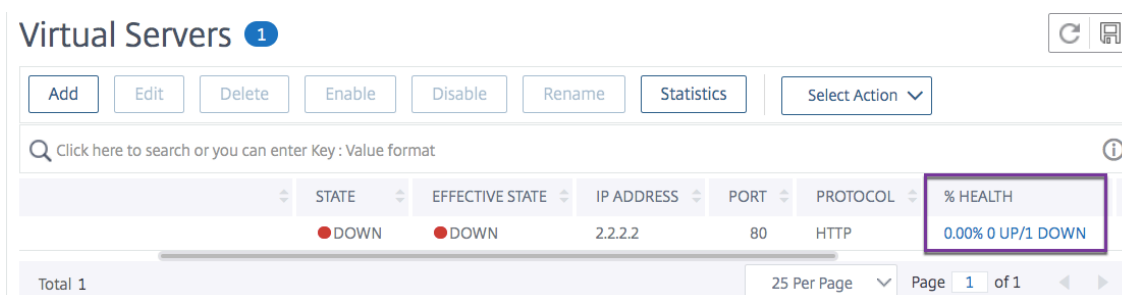 Virtual Servers 1
Add Edit Delete Enable Disable Rename Statistics Select Action
Click here to search or you can enter Key : Value format
STATE EFFECTIVE STATE IP ADDRESS PORT PROTOCOL % HEALTH
DOWN DOWN 2.2.2.2 80 HTTP 0.00% 0 UP/1 DOWN
Total 1 25 Per Page Page 1 of 1